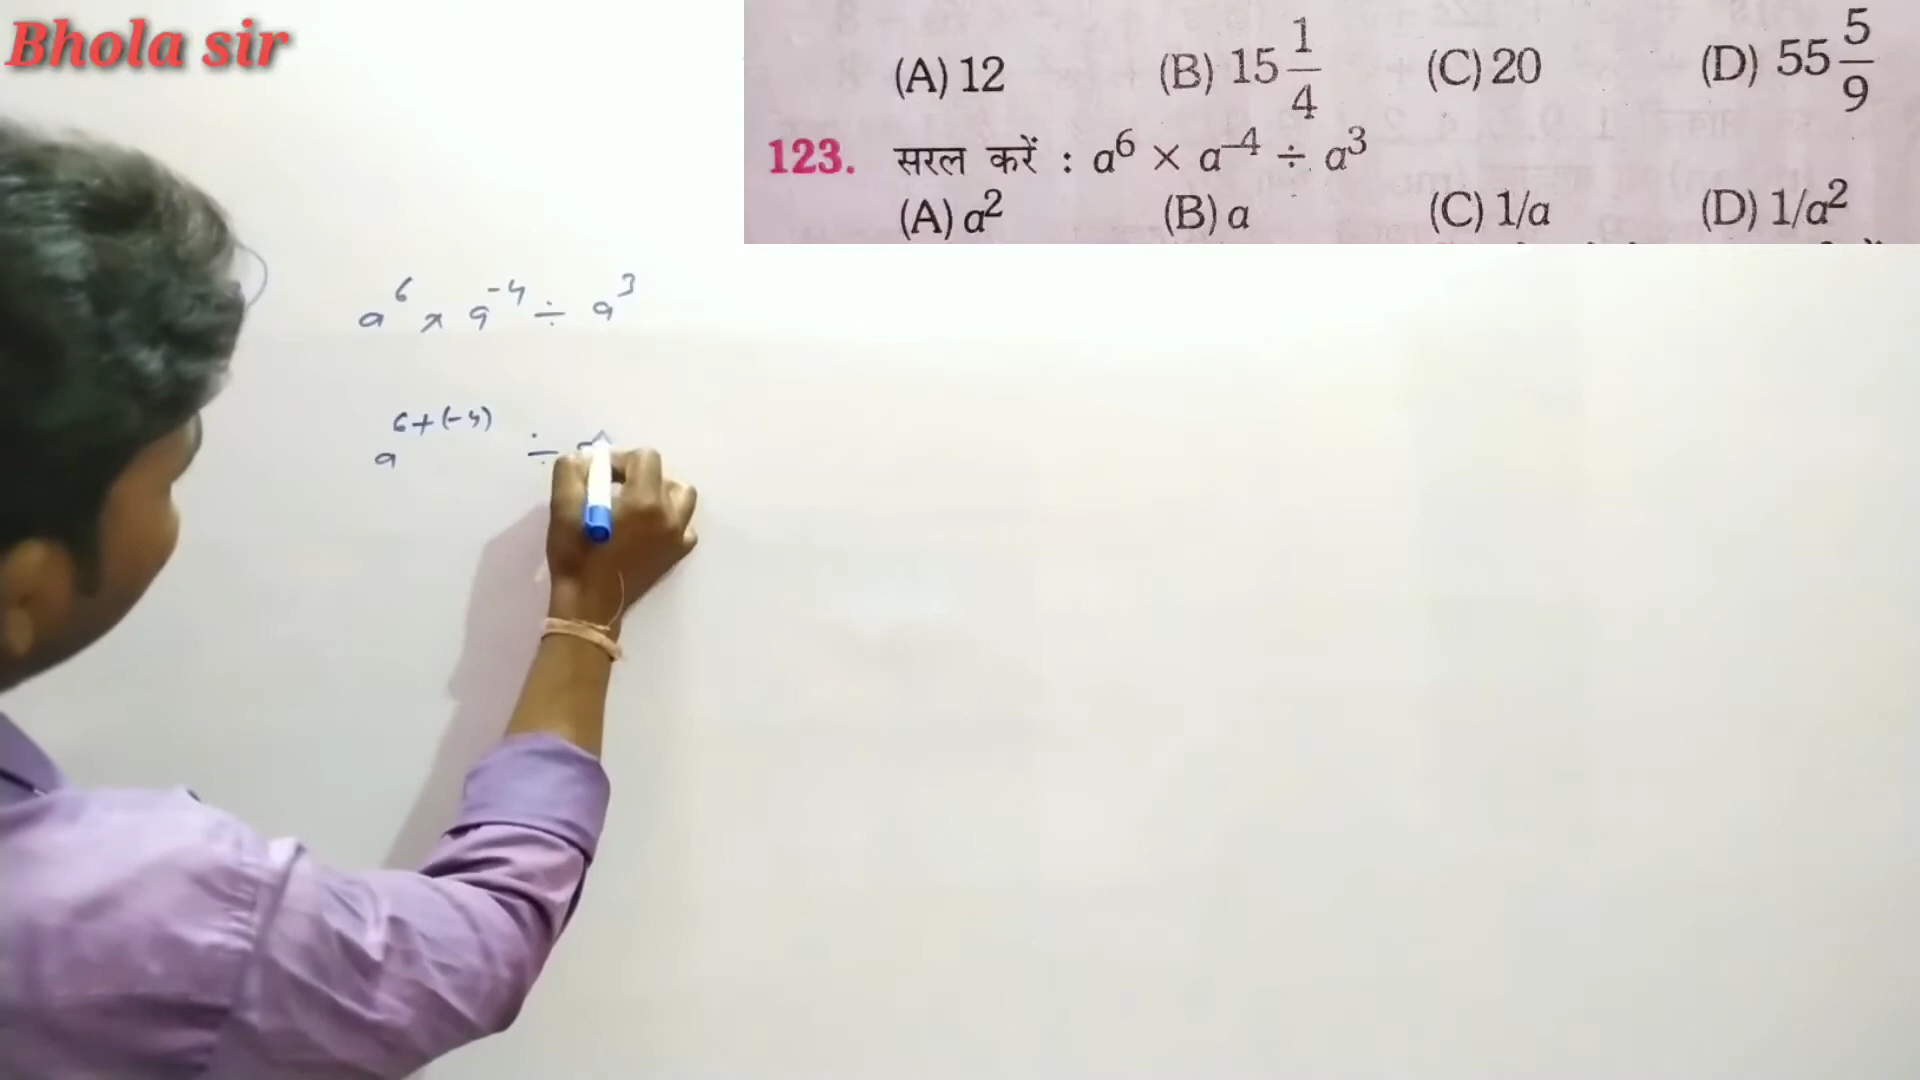 Bhola sir
(A) 12 (B) 15 1/4 (C) 20 (D) 55 5/9
123. सरल करें : a⁶ × a⁻⁴ ÷ a³
(A) a² (B) a (C) 1/a (D) 1/a²
a⁶ × a⁻⁴ ÷ a³
a⁶⁺⁽⁻⁴⁾ ÷